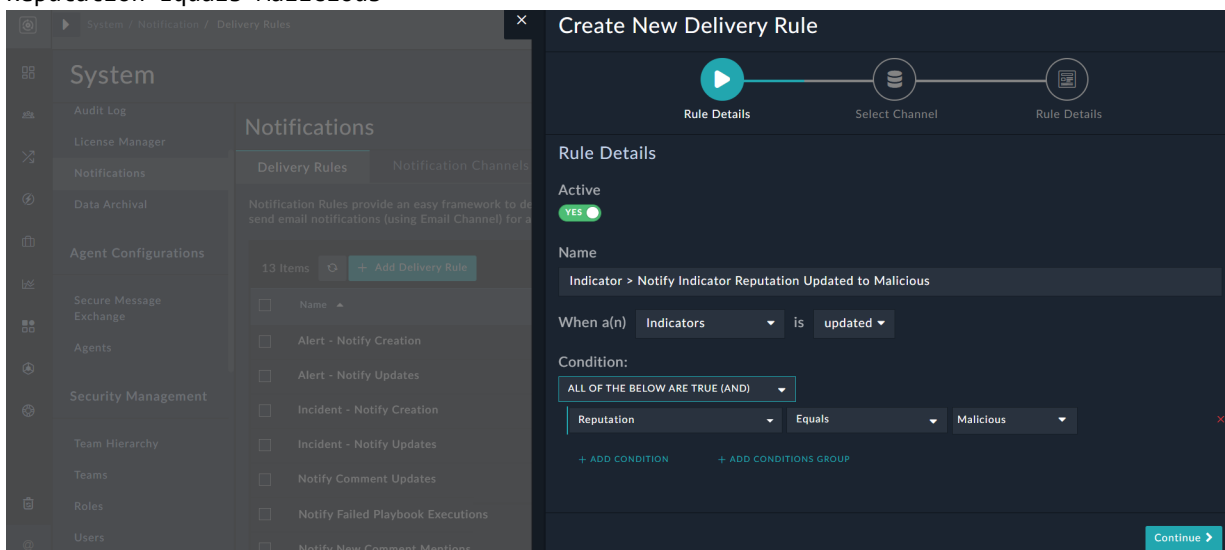 Reputation Equals Malicious
System / Notification / Delivery Rules
×
Create New Delivery Rule
System
Rule Details
Select Channel
Rule Details
Audit Log
License Manager
Notifications
Data Archival
Agent Configurations
Secure Message
Exchange
Agents
Security Management
Team Hierarchy
Teams
Roles
Users
Notifications
Delivery Rules
Notification Channels
Notification Rules provide an easy framework to de
send email notifications (using Email Channel) for a
13 Items
+ Add Delivery Rule
Name
Alert - Notify Creation
Alert - Notify Updates
Incident - Notify Creation
Incident - Notify Updates
Notify Comment Updates
Notify Failed Playbook Executions
Notify New Comment Mentions
Rule Details
Active
YES
Name
Indicator > Notify Indicator Reputation Updated to Malicious
When a(n) Indicators is updated
Condition:
ALL OF THE BELOW ARE TRUE (AND)
Reputation Equals Malicious ×
+ ADD CONDITION + ADD CONDITIONS GROUP
Continue >